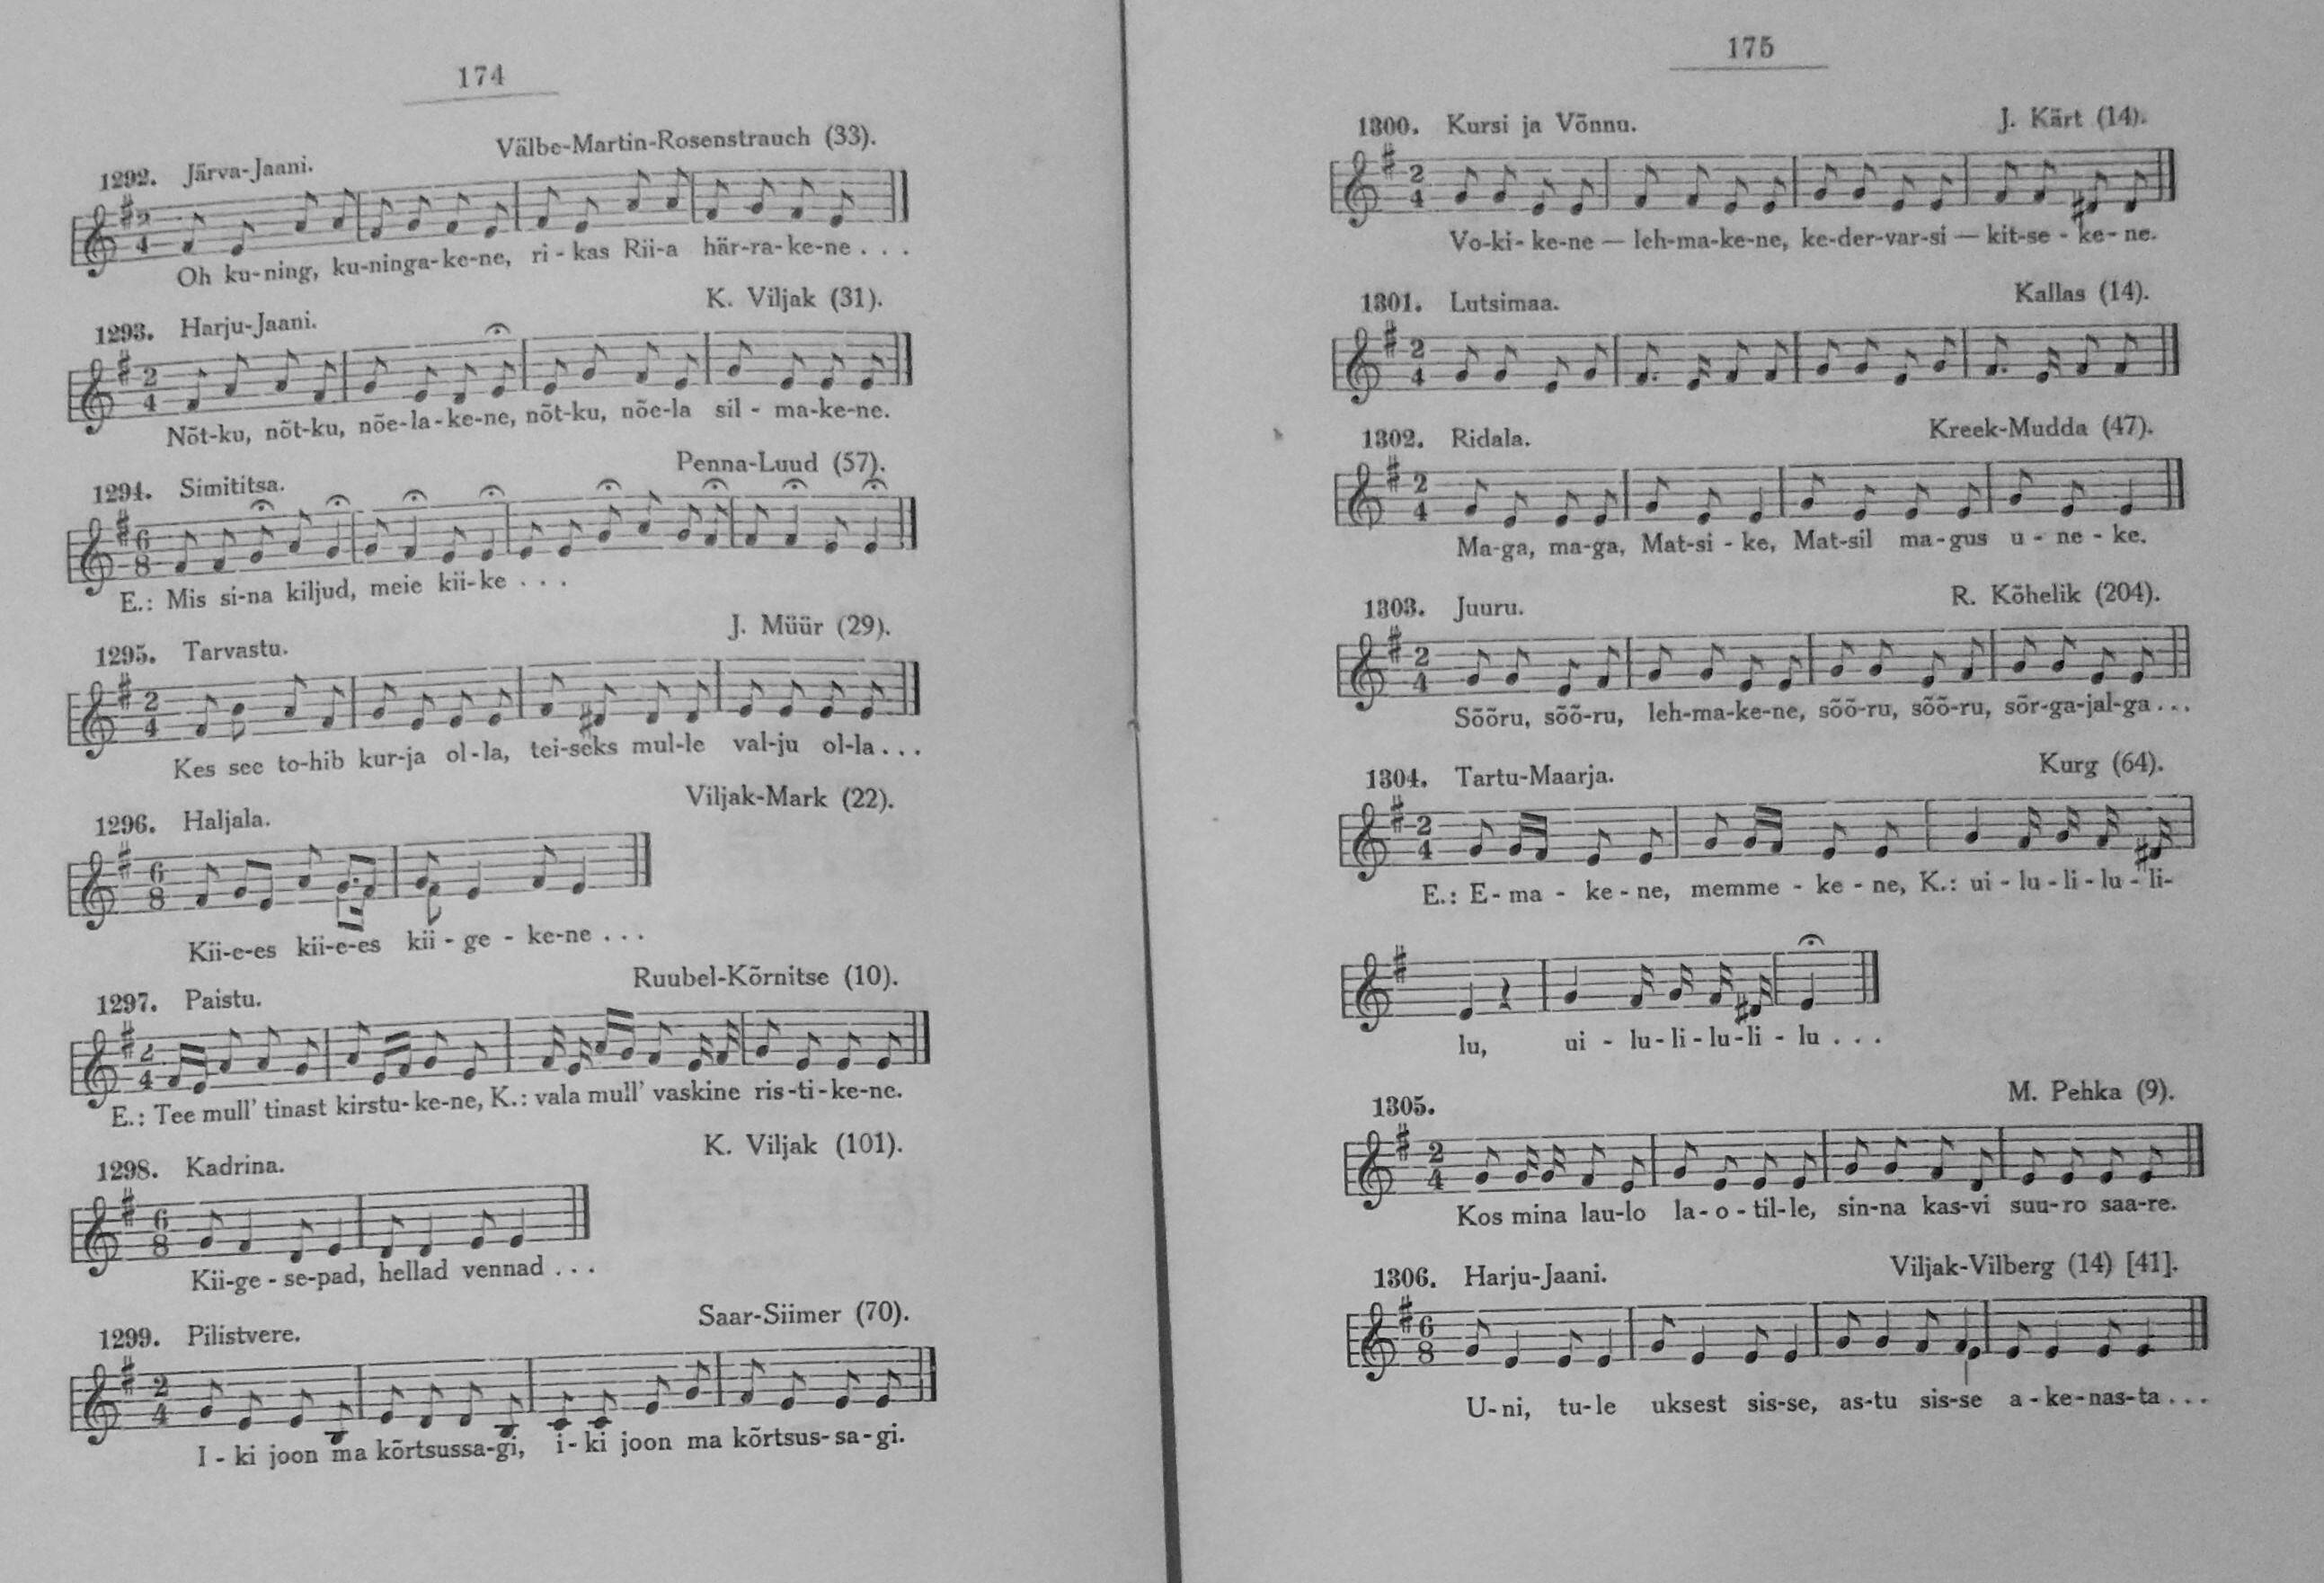 174
1292. Järva-Jaani. Välbe-Martin-Rosenstrauch (33).
2
4
Oh ku-ning, ku-ninga-ke-ne, ri - kas Rii-a här-ra-ke-ne . . .
1293. Harju-Jaani. K. Viljak (31).
2
4
Nõt-ku, nõt-ku, nõe-la-ke-ne, nõt-ku, nõe-la sil - ma-ke-ne.
1294. Simititsa. Penna-Luud (57).
6
8
E.: Mis si-na kiljud, meie kii-ke . . .
1295. Tarvastu. J. Müür (29).
2
4
Kes see to-hib kur-ja ol-la, tei-seks mul-le val-ju ol-la . . .
1296. Haljala. Viljak-Mark (22).
6
8
Kii-e-es kii-e-es kii - ge - ke-ne . . .
1297. Paistu. Ruubel-Kõrnitse (10).
2
4
E.: Tee mull' tinast kirstu-ke-ne, K.: vala mull' vaskine ris-ti-ke-ne.
1298. Kadrina. K. Viljak (101).
6
8
Kii-ge - se-pad, hellad vennad . . .
1299. Pilistvere. Saar-Siimer (70).
2
4
I - ki joon ma kõrtsussa-gi, i-ki joon ma kõrtsus-sa-gi.
175
1300. Kursi ja Võnnu. J. Kärt (14).
2
4
Vo-ki-ke-ne — leh-ma-ke-ne, ke-der-var-si — kit-se - ke-ne.
1301. Lutsimaa. Kallas (14).
2
4
1302. Ridala. Kreek-Mudda (47).
2
4
Ma-ga, ma-ga, Mat-si - ke, Mat-sil ma-gus u - ne - ke.
1303. Juuru. R. Kõhelik (204).
2
4
Sõõru, sõõ-ru, leh-ma-ke-ne, sõõ-ru, sõõ-ru, sõr-ga-jal-ga . . .
1304. Tartu-Maarja. Kurg (64).
2
4
E.: E-ma - ke-ne, memme - ke - ne, K.: ui - lu - li - lu - li-
lu, ui - lu-li-lu-li - lu . . .
1305. M. Pehka (9).
2
4
Kos mina lau-lo la-o-til-le, sin-na kas-vi suu-ro saa-re.
1306. Harju-Jaani. Viljak-Vilberg (14) [41].
6
8
U-ni, tu-le uksest sis-se, as-tu sis-se a-ke-nas-ta . . .